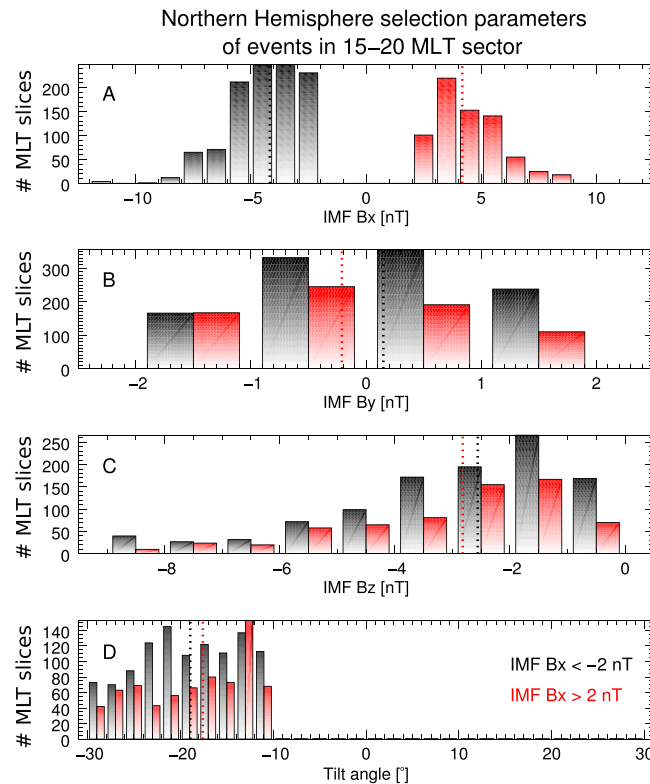 Northern Hemisphere selection parameters
of events in 15–20 MLT sector
A
# MLT slices
200
150
100
50
0
−10 −5 0 5 10
IMF Bx [nT]
B
# MLT slices
300
200
100
0
−2 −1 0 1 2
IMF By [nT]
C
# MLT slices
250
200
150
100
50
0
−8 −6 −4 −2 0
IMF Bz [nT]
D
# MLT slices
140
120
100
80
60
40
20
0
IMF Bx < −2 nT
IMF Bx > 2 nT
−30 −20 −10 0 10 20 30
Tilt angle [°]